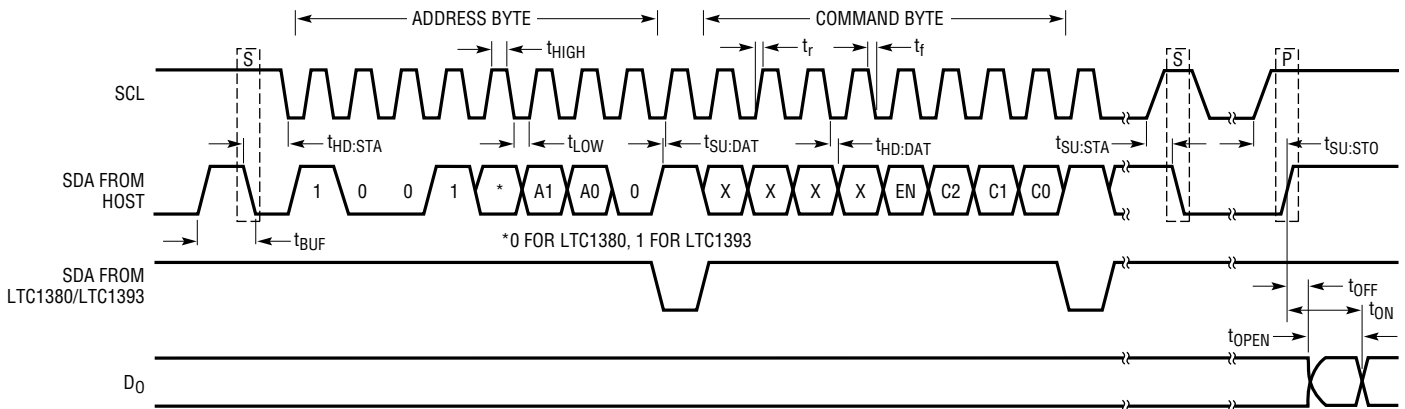 ADDRESS BYTE
COMMAND BYTE
tHIGH
tr
tf
S
S
P
SCL
tHD:STA
tLOW
tSU:DAT
tHD:DAT
tSU:STA
tSU:STO
SDA FROM
HOST
1 0 0 1 * A1 A0 0 X X X X EN C2 C1 C0
tBUF
*0 FOR LTC1380, 1 FOR LTC1393
SDA FROM
LTC1380/LTC1393
tOFF
tON
tOPEN
DO